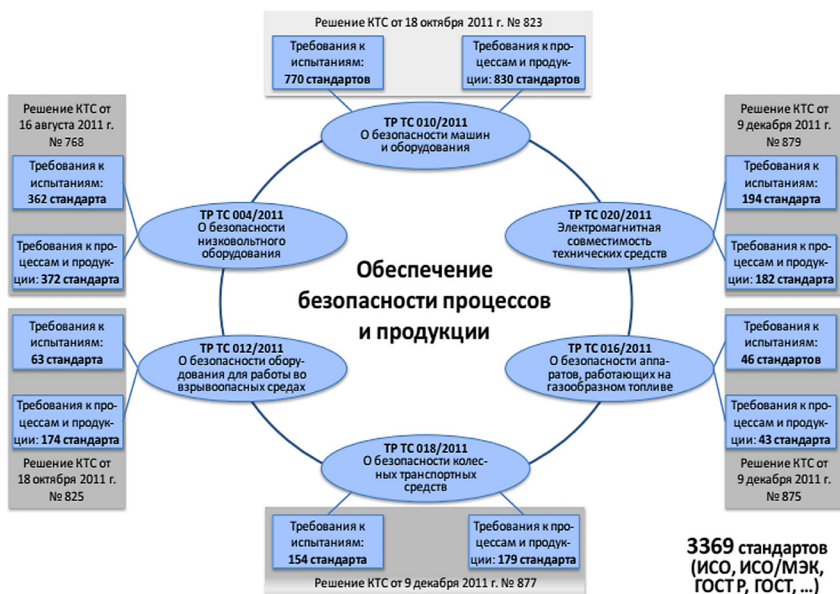 Решение КТС от 18 октября 2011 г. № 823
Требования к
испытаниям:
770 стандартов
Требования к про-
цессам и продук-
ции: 830 стандартов
ТР ТС 010/2011
О безопасности машин
и оборудования
Решение КТС от
16 августа 2011 г.
№ 768
Требования к
испытаниям:
362 стандарта
Требования к про-
цессам и продук-
ции: 372 стандарта
ТР ТС 004/2011
О безопасности
низковольтного
оборудования
Решение КТС от
9 декабря 2011 г.
№ 879
Требования к
испытаниям:
194 стандарта
Требования к про-
цессам и продук-
ции: 182 стандарта
ТР ТС 020/2011
Электромагнитная
совместимость
технических средств
Обеспечение
безопасности процессов
и продукции
Требования к
испытаниям:
63 стандарта
Требования к про-
цессам и продук-
ции: 174 стандарта
Решение КТС от
18 октября 2011 г.
№ 825
ТР ТС 012/2011
О безопасности обору-
дования для работы во
взрывоопасных средах
ТР ТС 016/2011
О безопасности аппа-
ратов, работающих на
газообразном топливе
Требования к
испытаниям:
46 стандартов
Требования к про-
цессам и продук-
ции: 43 стандарта
Решение КТС от
9 декабря 2011 г.
№ 875
ТР ТС 018/2011
О безопасности колес-
ных транспортных
средств
Требования к
испытаниям:
154 стандарта
Требования к про-
цессам и продук-
ции: 179 стандарта
Решение КТС от 9 декабря 2011 г. № 877
3369 стандартов
(ИСО, ИСО/МЭК,
ГОСТ Р, ГОСТ, ...)